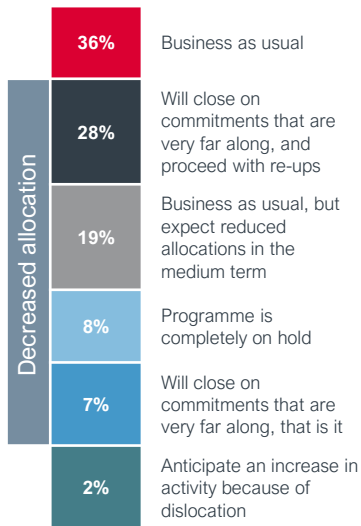 36%
Business as usual
Decreased allocation
28%
Will close on
commitments that are
very far along, and
proceed with re-ups
19%
Business as usual, but
expect reduced
allocations in the
medium term
8%
Programme is
completely on hold
7%
Will close on
commitments that are
very far along, that is it
2%
Anticipate an increase in
activity because of
dislocation